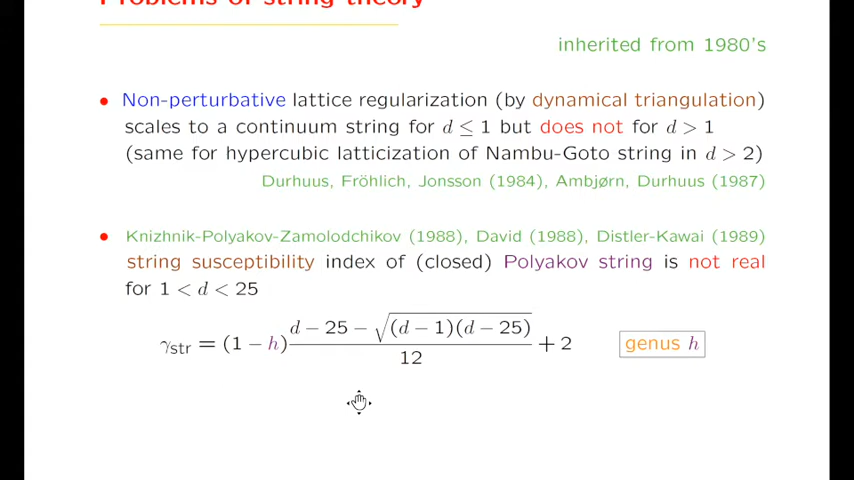 Problems of string theory
inherited from 1980's
• Non-perturbative lattice regularization (by dynamical triangulation)
scales to a continuum string for d ≤ 1 but does not for d > 1
(same for hypercubic latticization of Nambu-Goto string in d > 2)
Durhuus, Fröhlich, Jonsson (1984), Ambjørn, Durhuus (1987)
• Knizhnik-Polyakov-Zamolodchikov (1988), David (1988), Distler-Kawai (1989)
string susceptibility index of (closed) Polyakov string is not real
for 1 < d < 25
γstr = (1 − h) (d − 25 − √((d − 1)(d − 25))) / 12 + 2
genus h